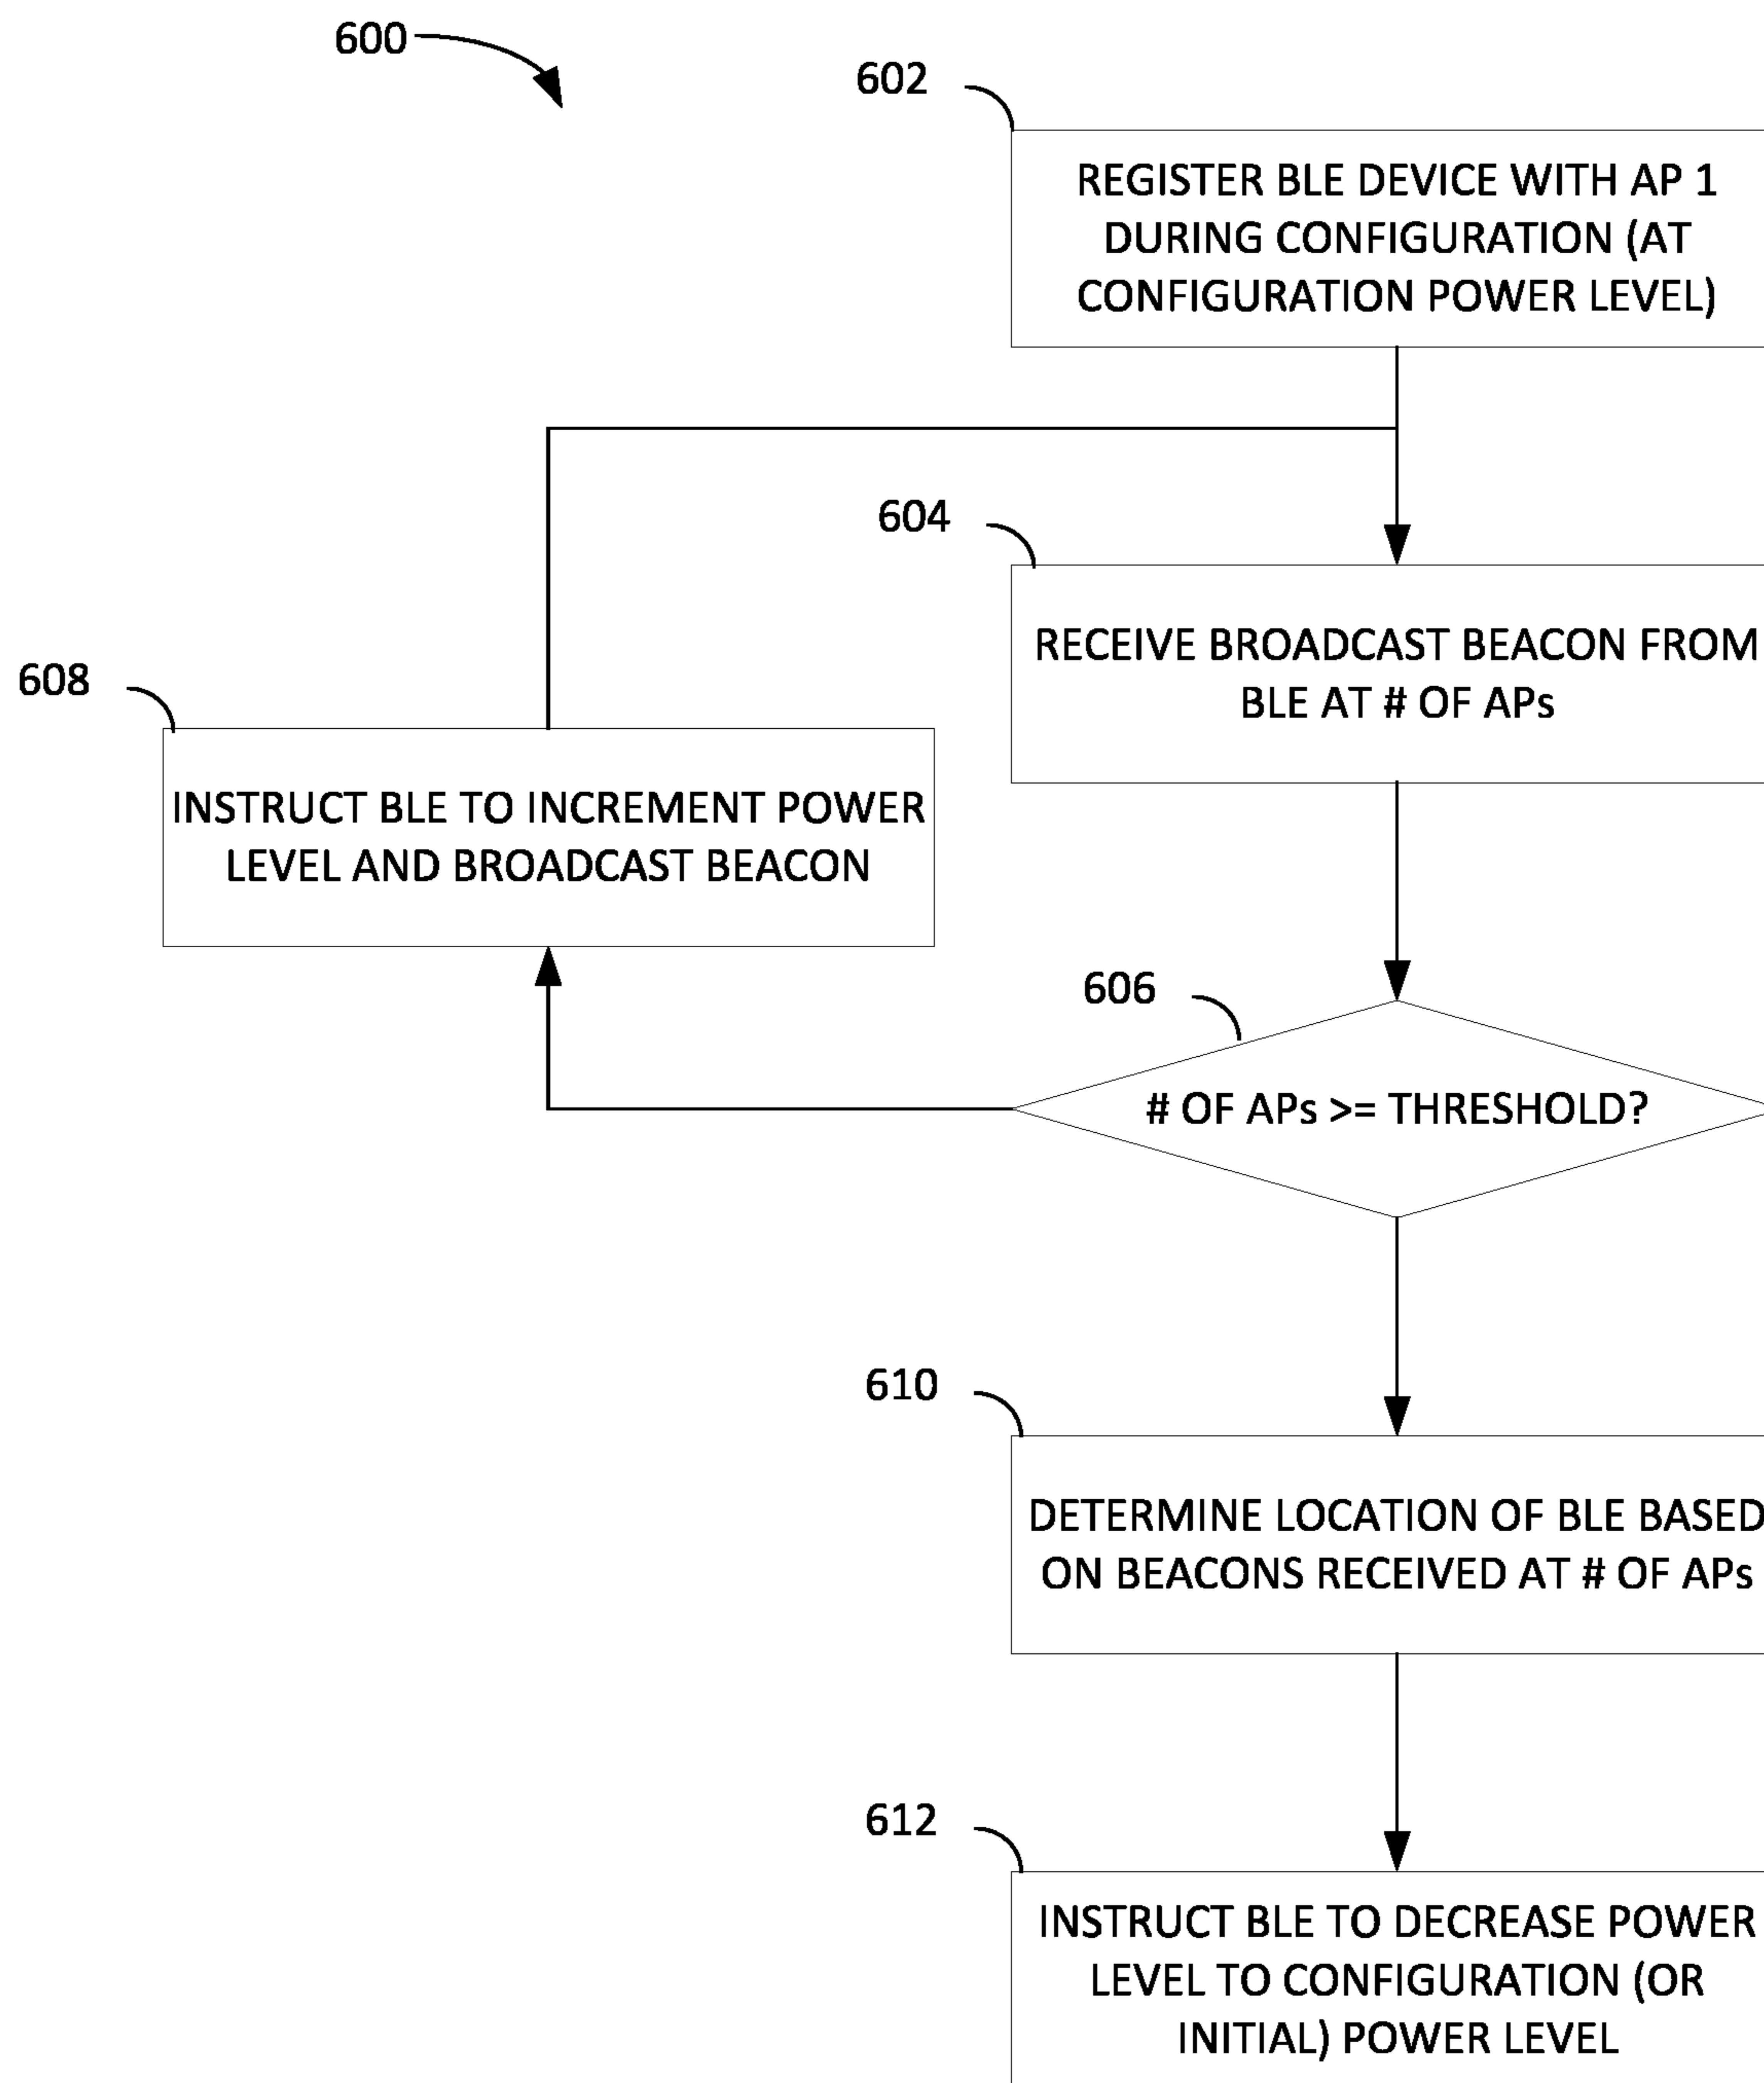 600
602
REGISTER BLE DEVICE WITH AP 1
DURING CONFIGURATION (AT
CONFIGURATION POWER LEVEL)
604
RECEIVE BROADCAST BEACON FROM
BLE AT # OF APs
608
INSTRUCT BLE TO INCREMENT POWER
LEVEL AND BROADCAST BEACON
606
# OF APs >= THRESHOLD?
610
DETERMINE LOCATION OF BLE BASED
ON BEACONS RECEIVED AT # OF APs
612
INSTRUCT BLE TO DECREASE POWER
LEVEL TO CONFIGURATION (OR
INITIAL) POWER LEVEL